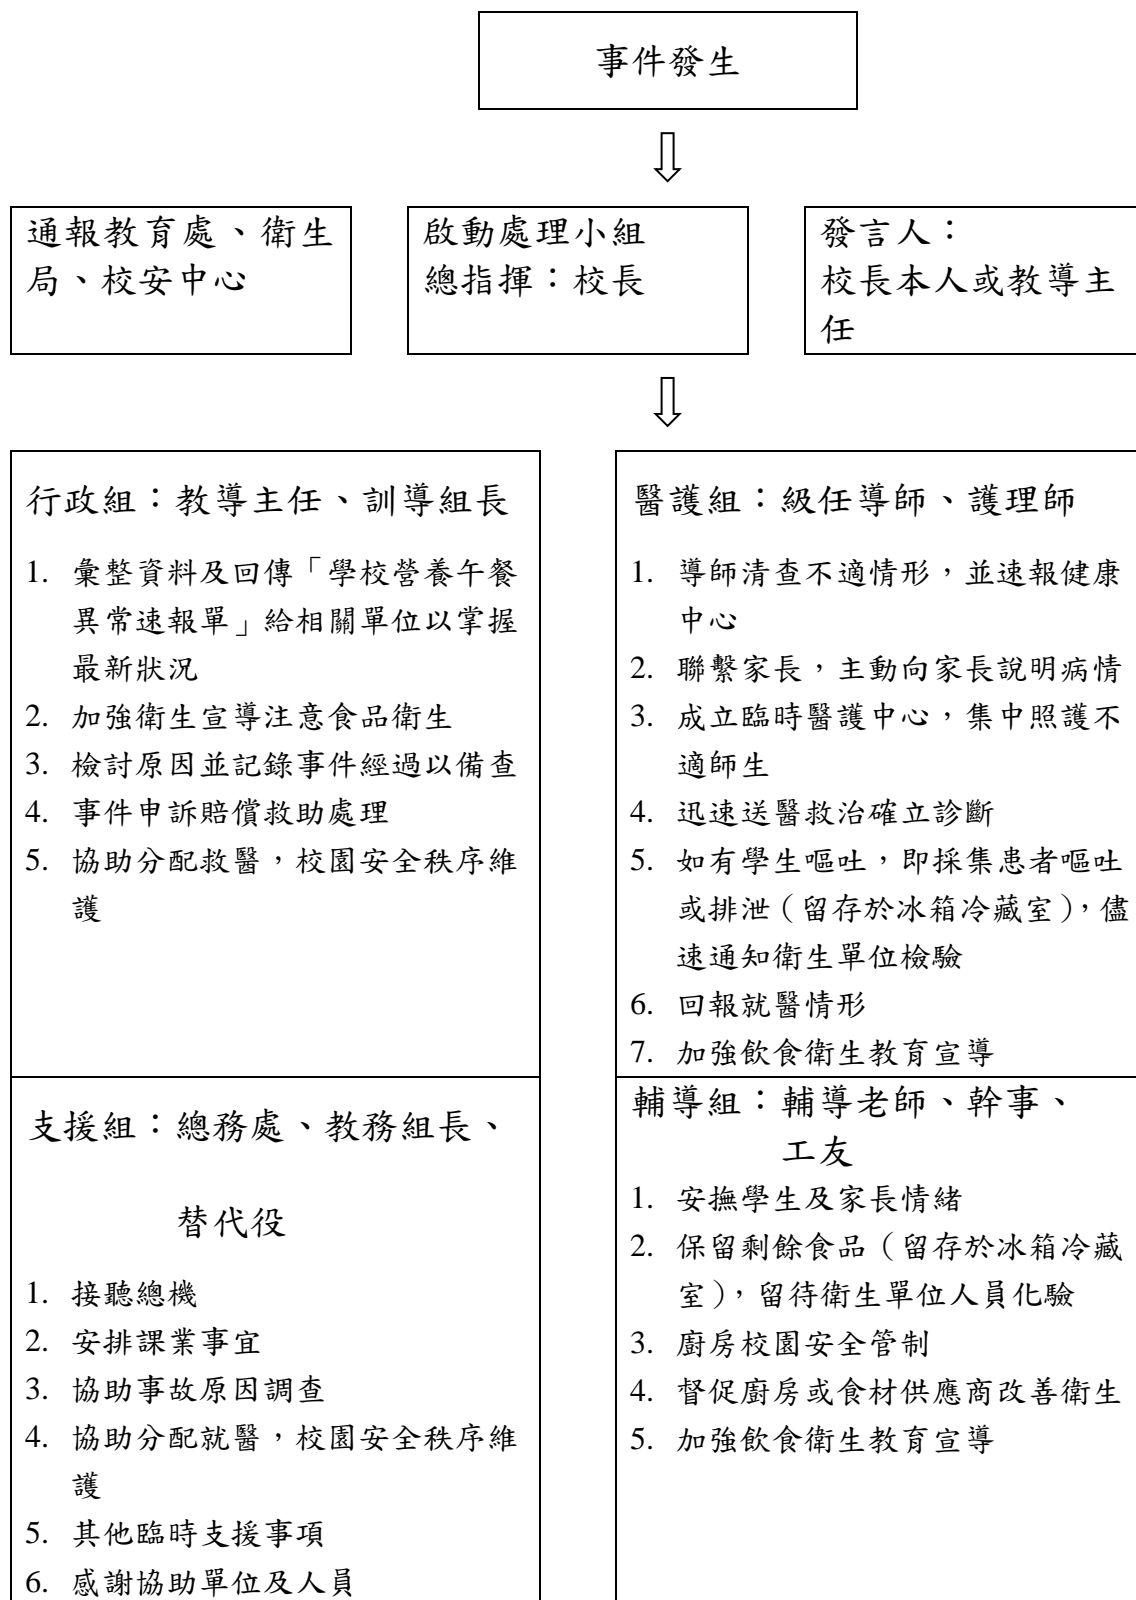 事件發生
通報教育處、衛生
局、校安中心
啟動處理小組
總指揮：校長
發言人：
校長本人或教導主
任
行政組：教導主任、訓導組長
1. 彙整資料及回傳「學校營養午餐
異常速報單」給相關單位以掌握
最新狀況
2. 加強衛生宣導注意食品衛生
3. 檢討原因並記錄事件經過以備查
4. 事件申訴賠償救助處理
5. 協助分配救醫，校園安全秩序維
護
醫護組：級任導師、護理師
1. 導師清查不適情形，並速報健康
中心
2. 聯繫家長，主動向家長說明病情
3. 成立臨時醫護中心，集中照護不
適師生
4. 迅速送醫救治確立診斷
5. 如有學生嘔吐，即採集患者嘔吐
或排泄（留存於冰箱冷藏室），儘
速通知衛生單位檢驗
6. 回報就醫情形
7. 加強飲食衛生教育宣導
支援組：總務處、教務組長、
替代役
1. 接聽總機
2. 安排課業事宜
3. 協助事故原因調查
4. 協助分配就醫，校園安全秩序維
護
5. 其他臨時支援事項
6. 感謝協助單位及人員
輔導組：輔導老師、幹事、
工友
1. 安撫學生及家長情緒
2. 保留剩餘食品（留存於冰箱冷藏
室），留待衛生單位人員化驗
3. 廚房校園安全管制
4. 督促廚房或食材供應商改善衛生
5. 加強飲食衛生教育宣導